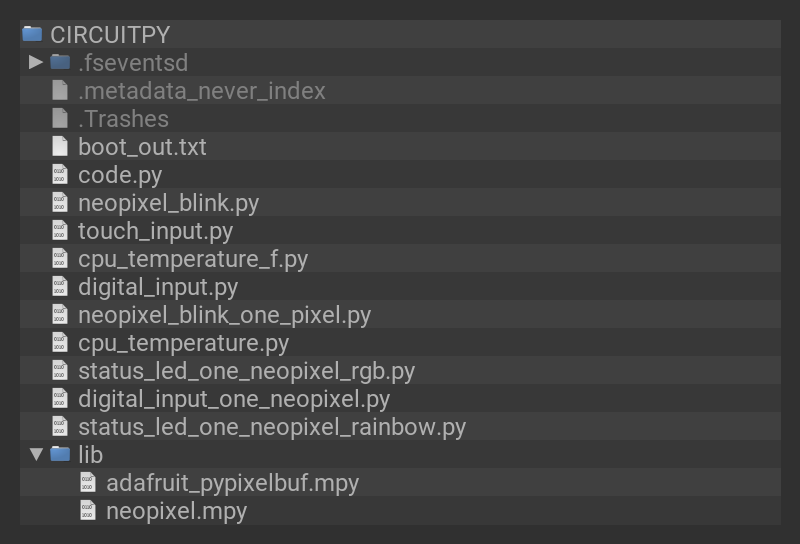 CIRCUITPY
.fseventsd
.metadata_never_index
.Trashes
boot_out.txt
code.py
neopixel_blink.py
touch_input.py
cpu_temperature_f.py
digital_input.py
neopixel_blink_one_pixel.py
cpu_temperature.py
status_led_one_neopixel_rgb.py
digital_input_one_neopixel.py
status_led_one_neopixel_rainbow.py
lib
adafruit_pypixelbuf.mpy
neopixel.mpy